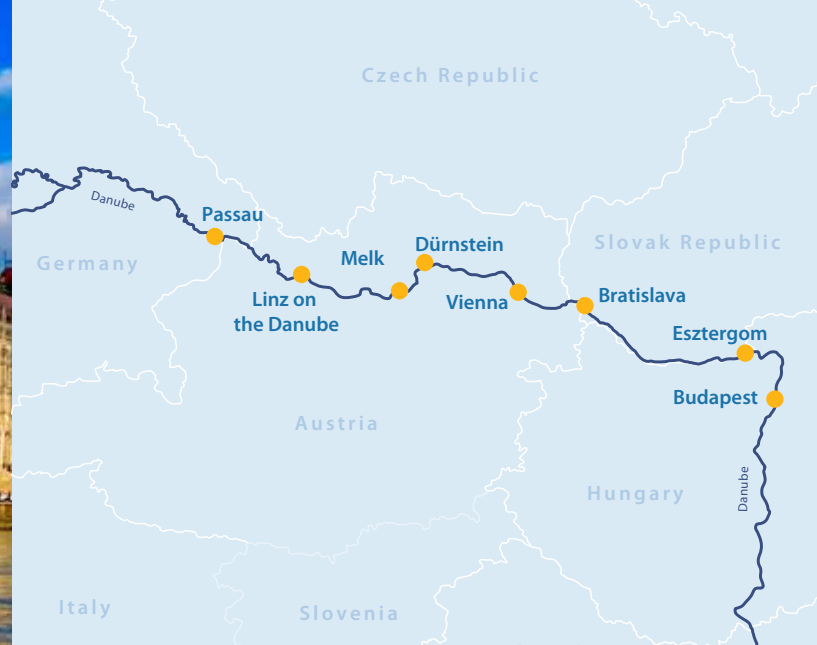 Czech Republic
Danube
Passau
Dürnstein
Slovak Republic
Germany
Melk
Linz on
the Danube
Vienna
Bratislava
Esztergom
Budapest
Austria
Danube
Hungary
Italy
Slovenia